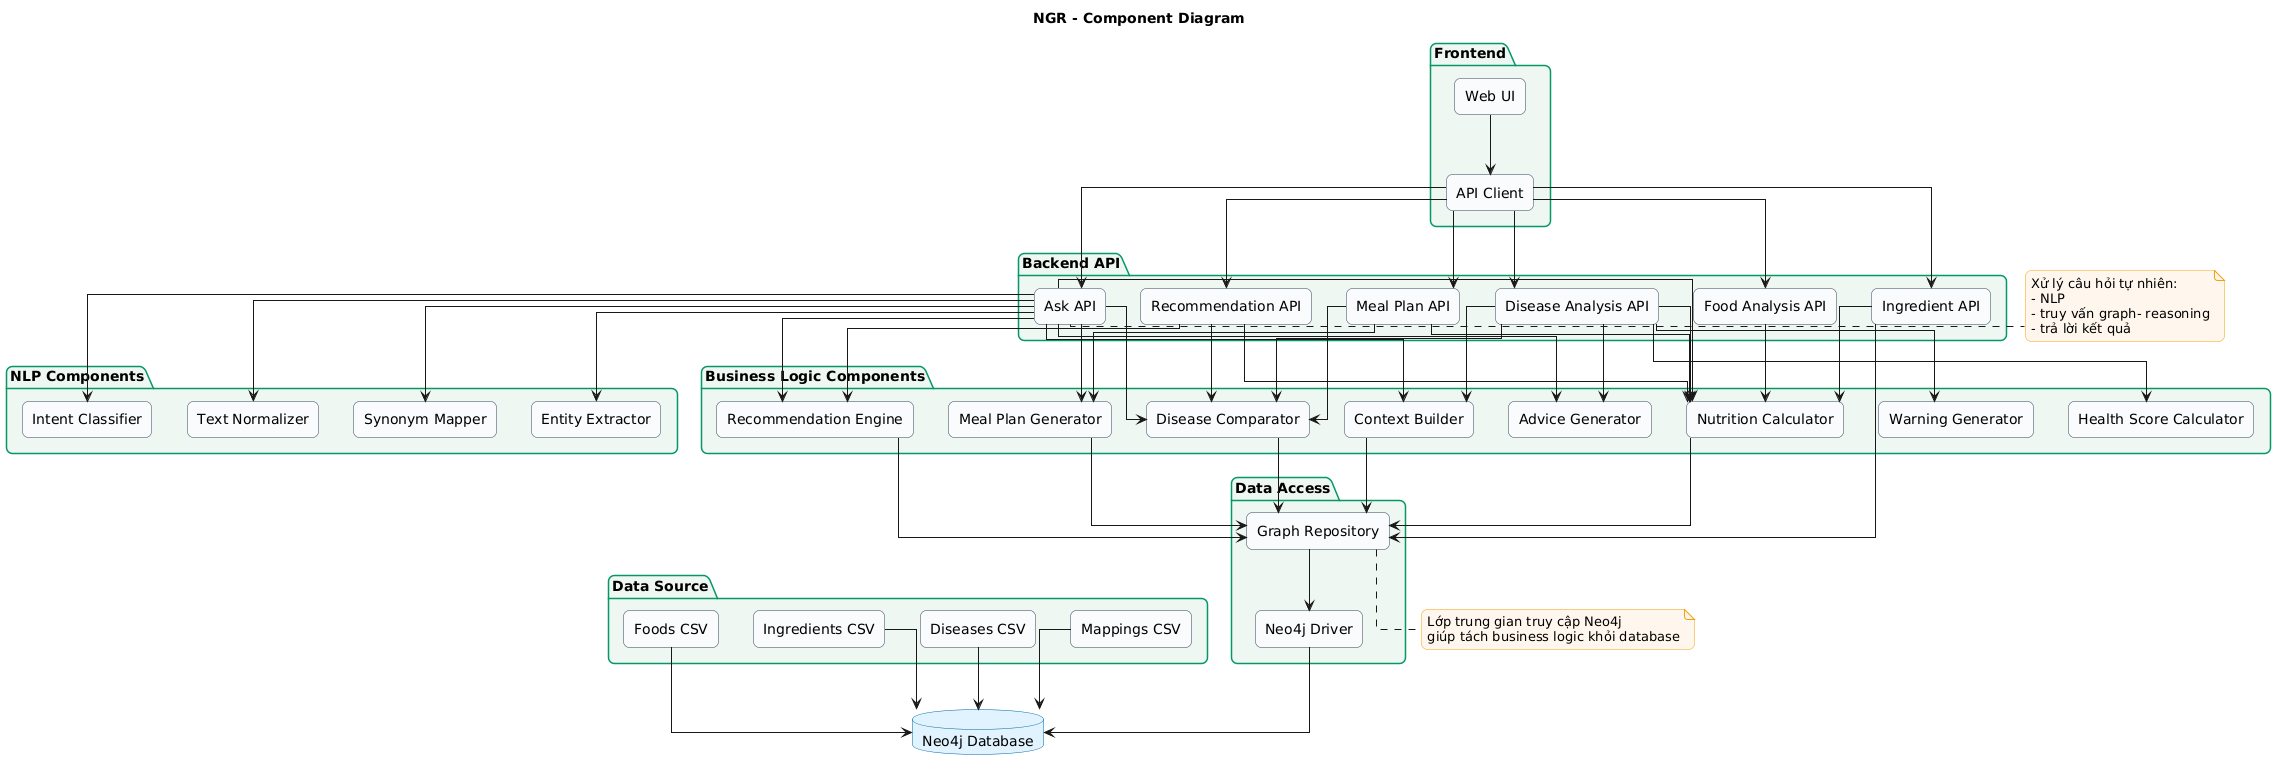 NGR - Component Diagram
Frontend
Web UI
API Client
Backend API
Ask API
Recommendation API
Meal Plan API
Disease Analysis API
Food Analysis API
Ingredient API
Xử lý câu hỏi tự nhiên:
- NLP
- truy vấn graph- reasoning
- trả lời kết quả
NLP Components
Intent Classifier
Text Normalizer
Synonym Mapper
Entity Extractor
Business Logic Components
Recommendation Engine
Meal Plan Generator
Disease Comparator
Context Builder
Advice Generator
Nutrition Calculator
Warning Generator
Health Score Calculator
Data Access
Graph Repository
Neo4j Driver
Lớp trung gian truy cập Neo4j
giúp tách business logic khỏi database
Data Source
Foods CSV
Ingredients CSV
Diseases CSV
Mappings CSV
Neo4j Database